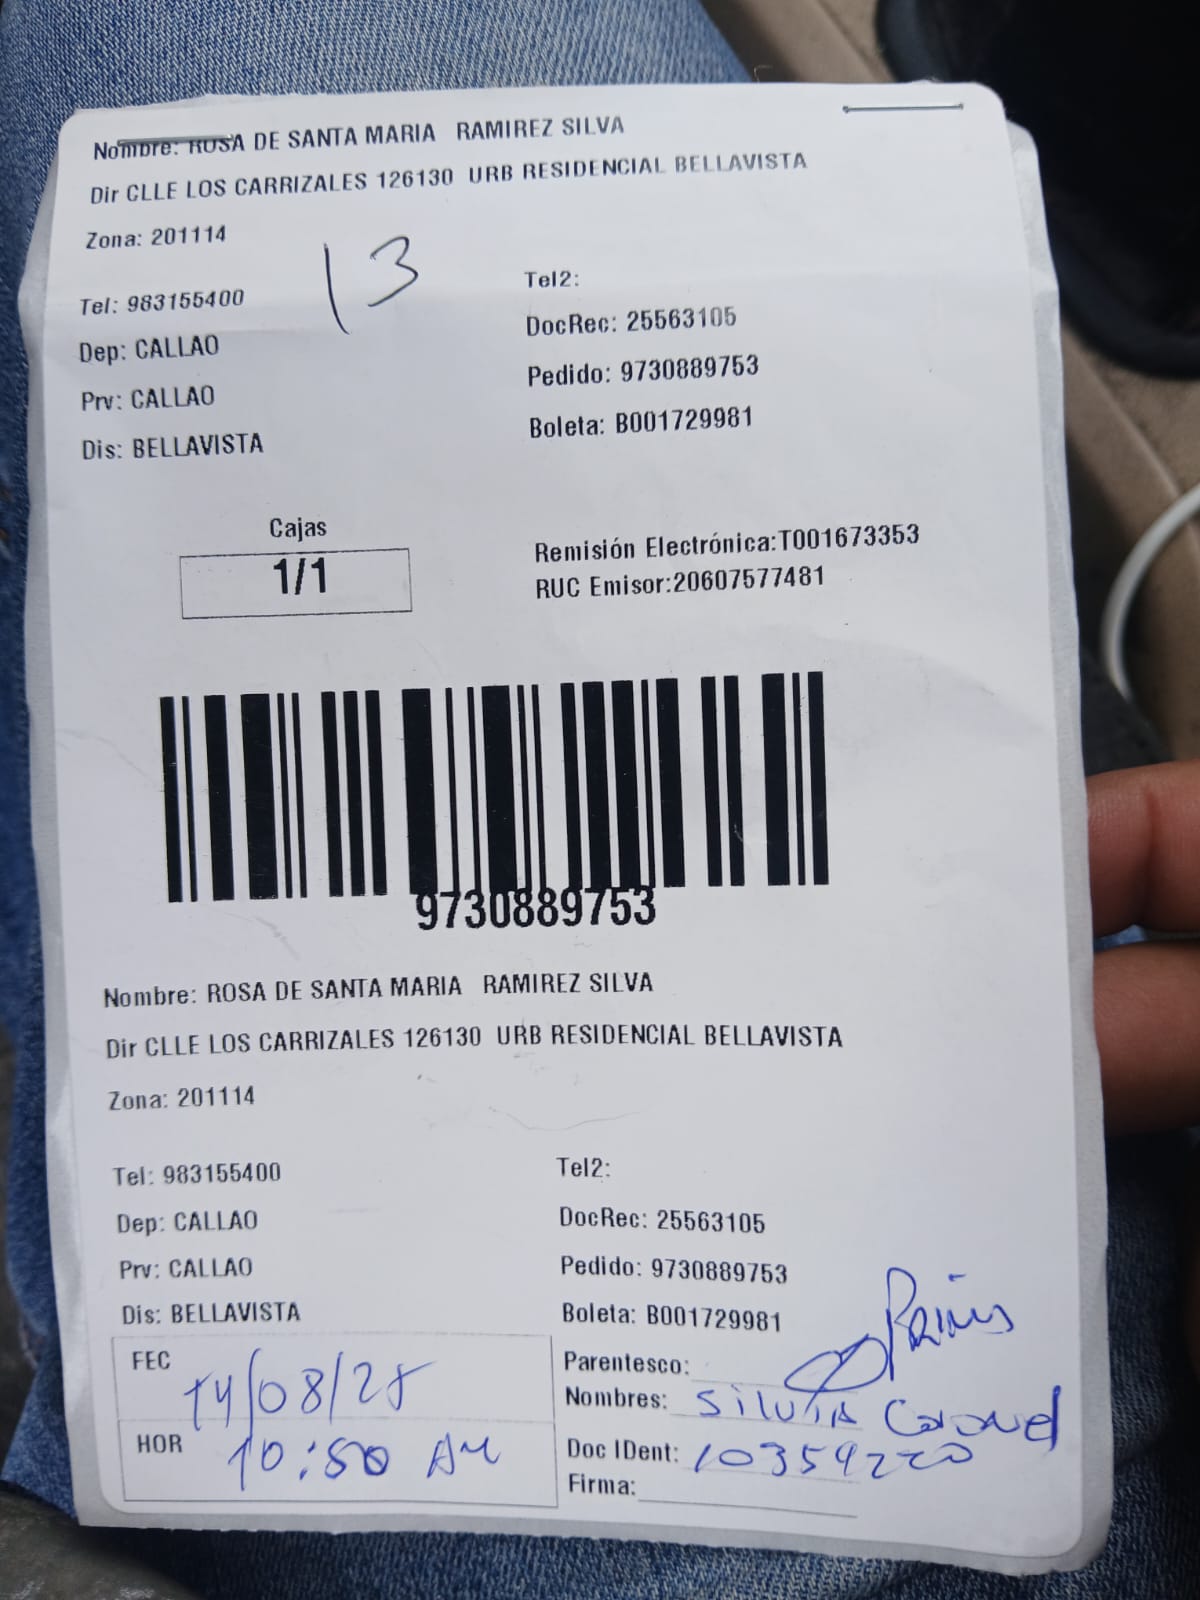 Nombre: ROSA DE SANTA MARIA RAMIREZ SILVA
Dir CLLE LOS CARRIZALES 126130 URB RESIDENCIAL BELLAVISTA
Zona: 201114
13
Tel: 983155400
Tel2:
Dep: CALLAO
DocRec: 25563105
Prv: CALLAO
Pedido: 9730889753
Dis: BELLAVISTA
Boleta: B001729981
Cajas
1/1
Remisión Electrónica:T001673353
RUC Emisor:20607577481
9730889753
Nombre: ROSA DE SANTA MARIA RAMIREZ SILVA
Dir CLLE LOS CARRIZALES 126130 URB RESIDENCIAL BELLAVISTA
Zona: 201114
Tel: 983155400
Tel2:
Dep: CALLAO
DocRec: 25563105
Prv: CALLAO
Pedido: 9730889753
Dis: BELLAVISTA
Boleta: B001729981
FEC 14/08/25
Parentesco:
Nombres: Silvia Coronel
HOR 10:50 AM
Doc IDent: 10359220
Firma: